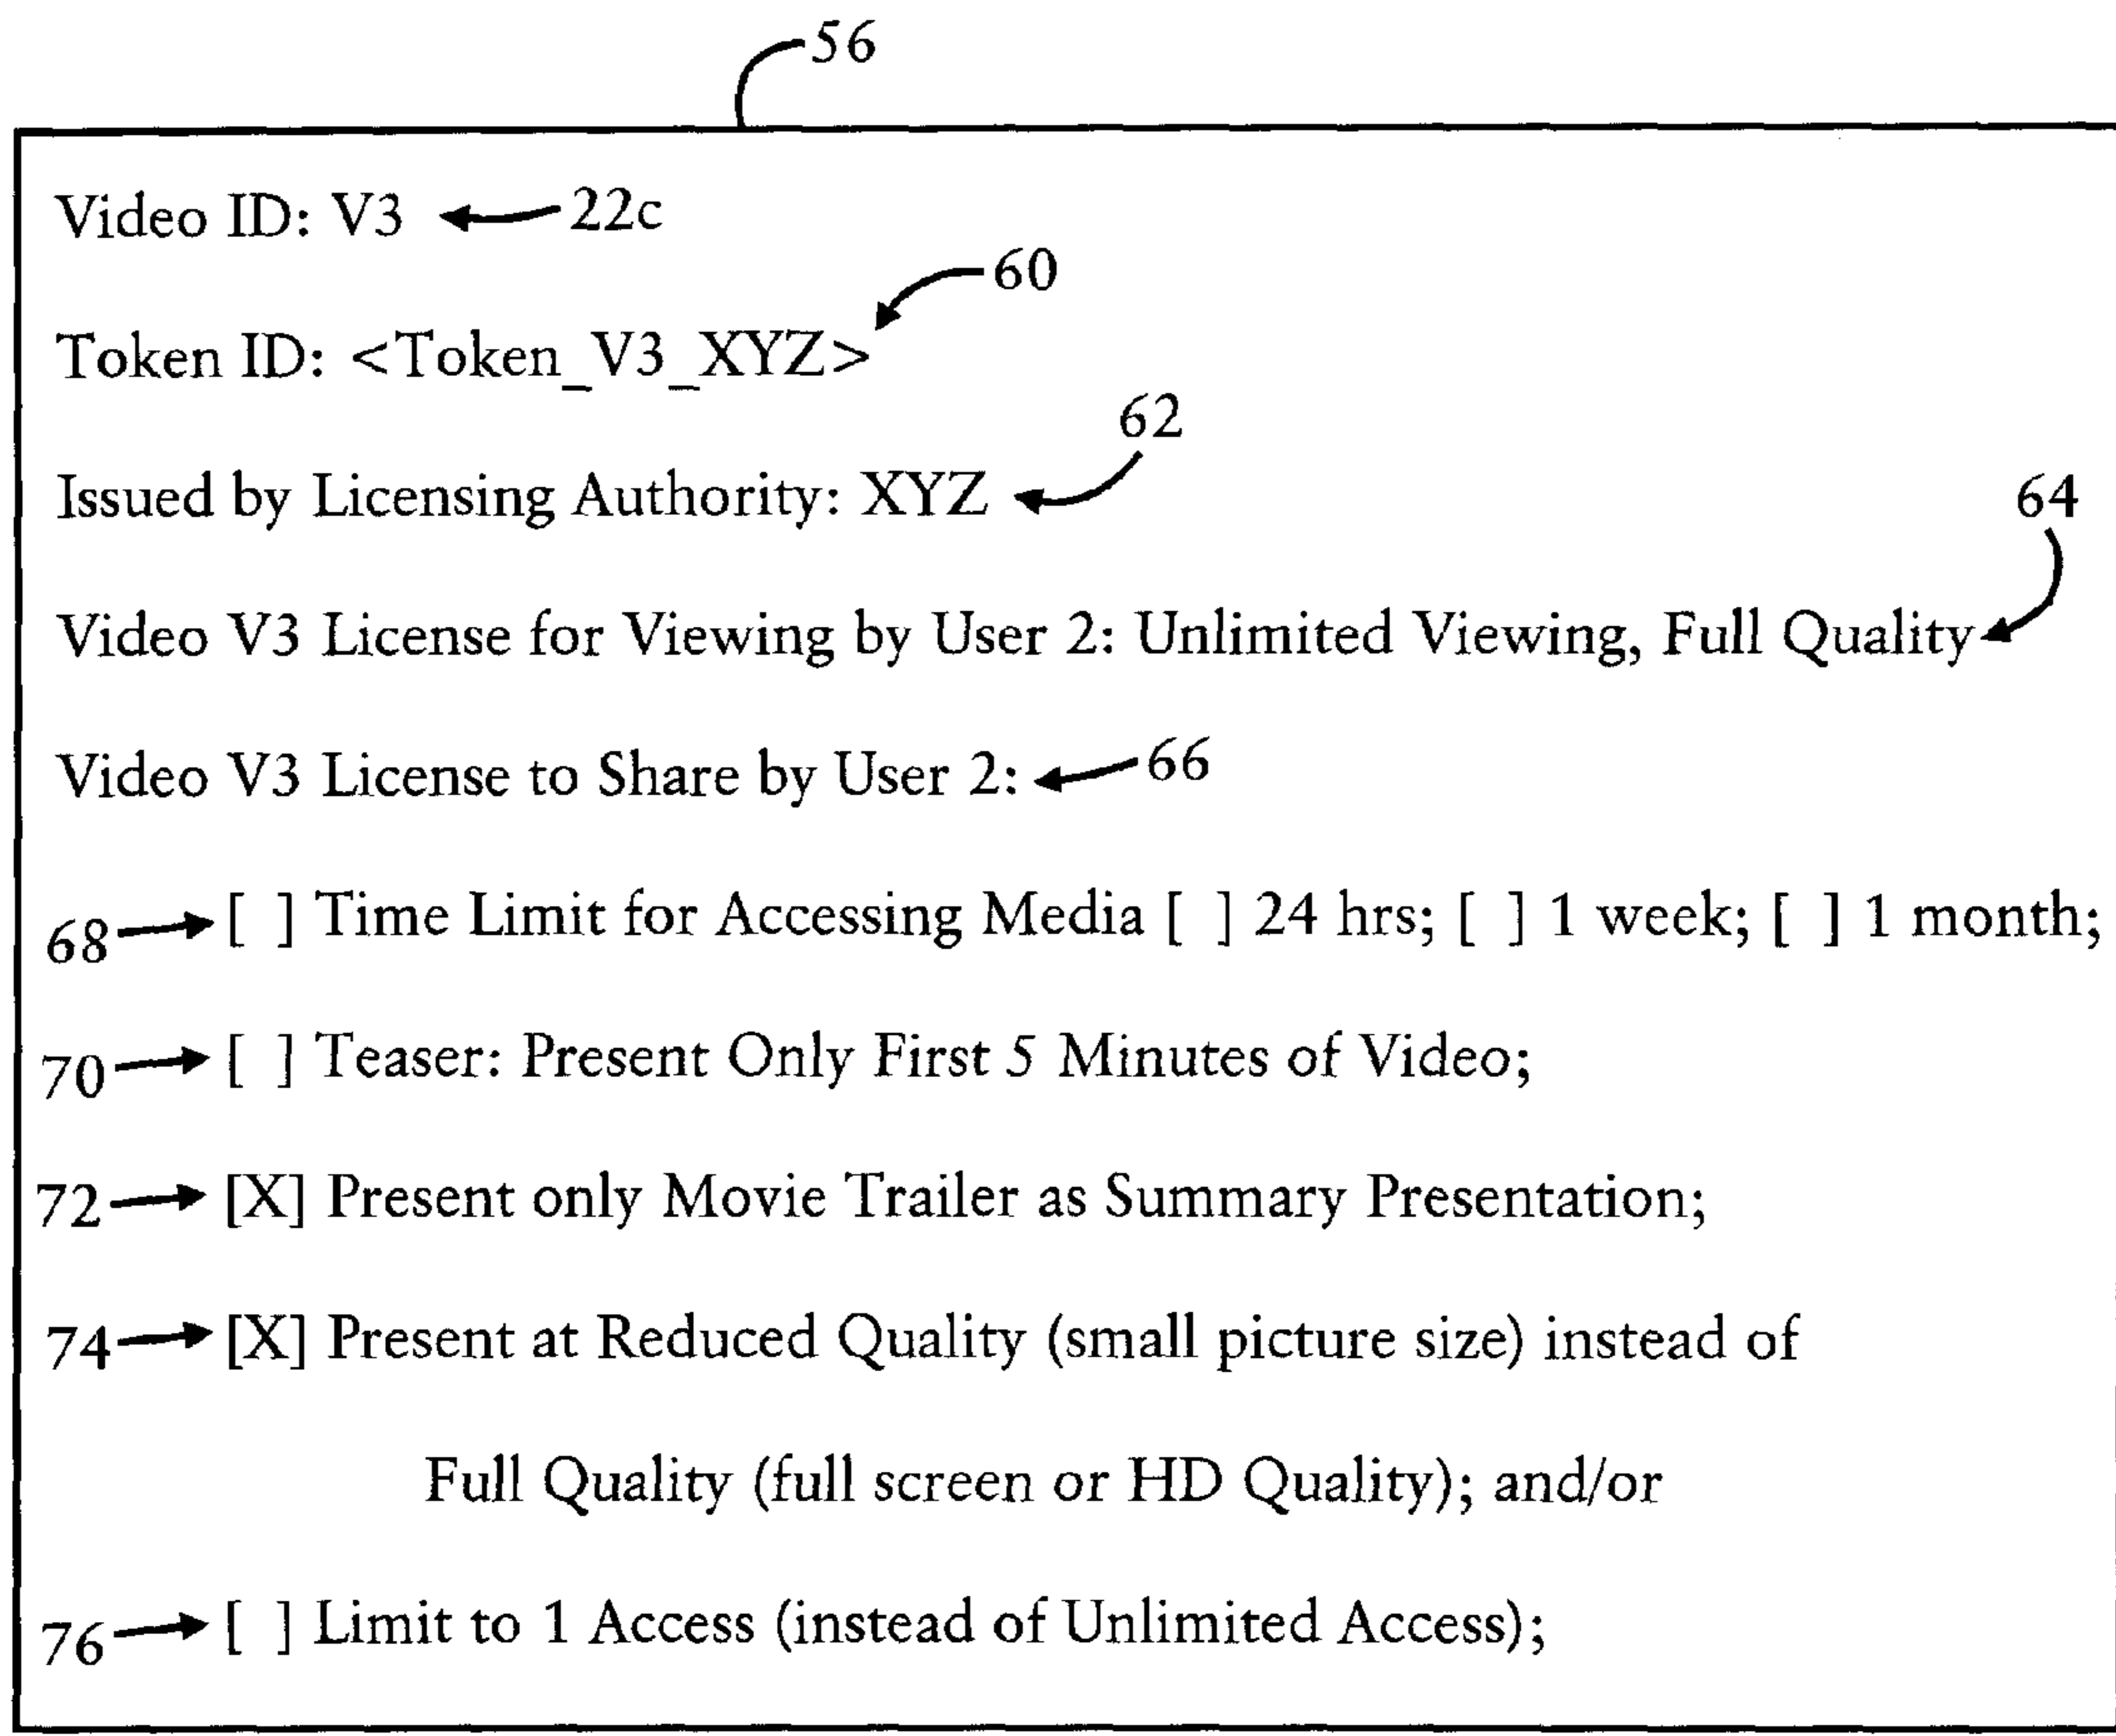 56
Video ID: V3 22c
60
Token ID: <Token_V3_XYZ>
62
Issued by Licensing Authority: XYZ
64
Video V3 License for Viewing by User 2: Unlimited Viewing, Full Quality
Video V3 License to Share by User 2: 66
68 [ ] Time Limit for Accessing Media [ ] 24 hrs; [ ] 1 week; [ ] 1 month;
70 [ ] Teaser: Present Only First 5 Minutes of Video;
72 [X] Present only Movie Trailer as Summary Presentation;
74 [X] Present at Reduced Quality (small picture size) instead of
Full Quality (full screen or HD Quality); and/or
76 [ ] Limit to 1 Access (instead of Unlimited Access);